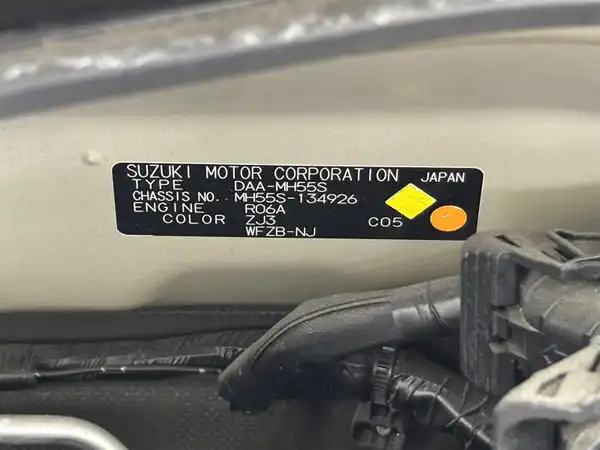 SUZUKI MOTOR CORPORATION JAPAN
TYPE DAA-MH55S
CHASSIS NO. MH55S-134926
ENGINE R06A
COLOR ZJ3 C05
WFZB-NJ